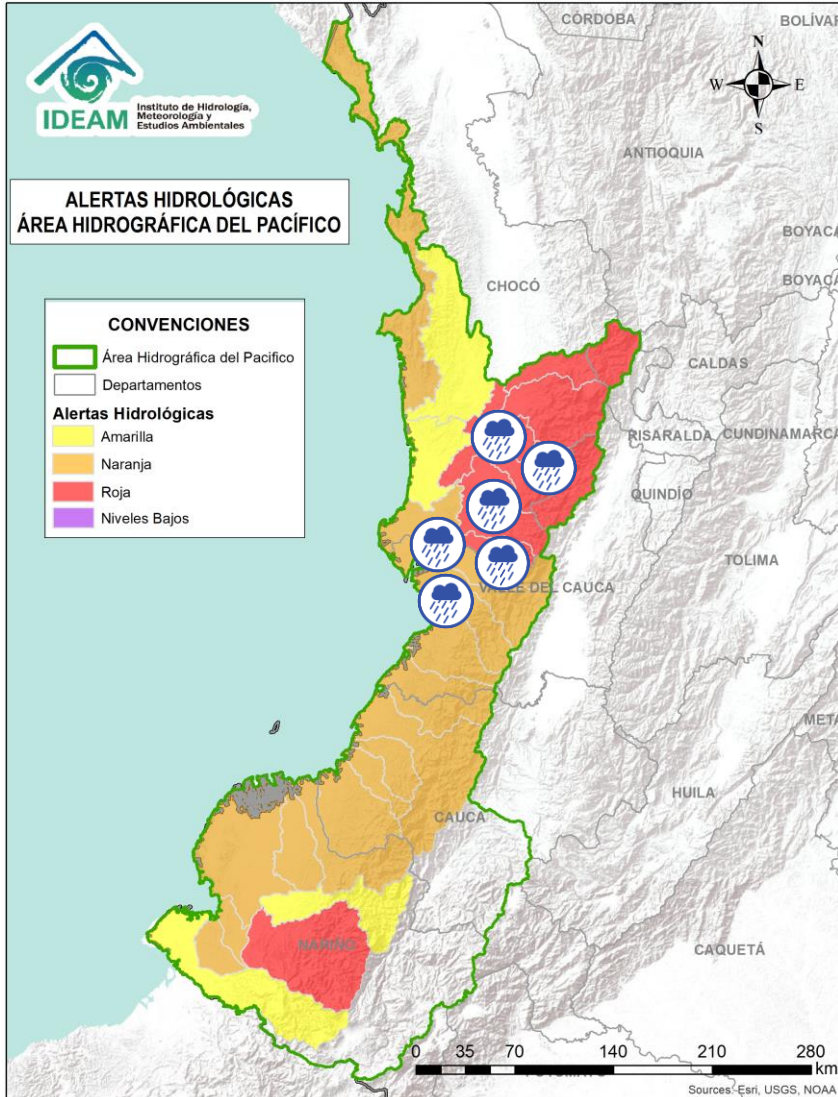 IDEAM
Instituto de Hidrología,
Meteorología y
Estudios Ambientales
ALERTAS HIDROLÓGICAS
ÁREA HIDROGRÁFICA DEL PACÍFICO
CONVENCIONES
Área Hidrográfica del Pacifico
Departamentos
Alertas Hidrológicas
Amarilla
Naranja
Roja
Niveles Bajos
N
W
E
S
CÓRDOBA
BOLÍVAR
ANTIOQUIA
BOYACÁ
BOYACÁ
CHOCÓ
CALDAS
RISARALDA
CUNDINAMARCA
QUINDÍO
TOLIMA
VALLE DEL CAUCA
META
HUILA
CAUCA
NARIÑO
CAQUETÁ
0 35 70 140 210 280
km
Sources: Esri, USGS, NOAA